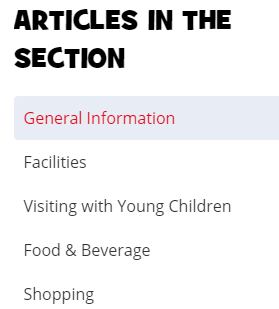 ARTICLES IN THE
SECTION
General Information
Facilities
Visiting with Young Children
Food & Beverage
Shopping